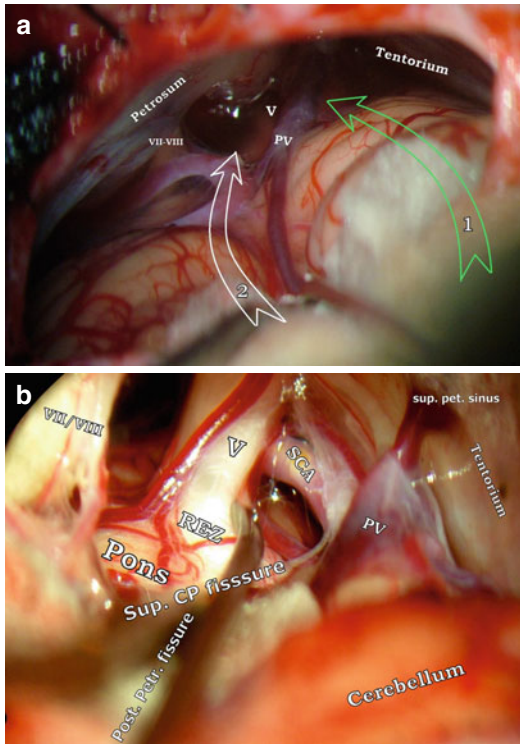 a
Tentorium
Petrosum
V
VII-VIII
PV
1
2
b
sup. pet. sinus
VII/VIII
V
SCA
Tentorium
PV
REZ
Pons
Sup. CP fisssure
Post. Petr. fissure
Cerebellum